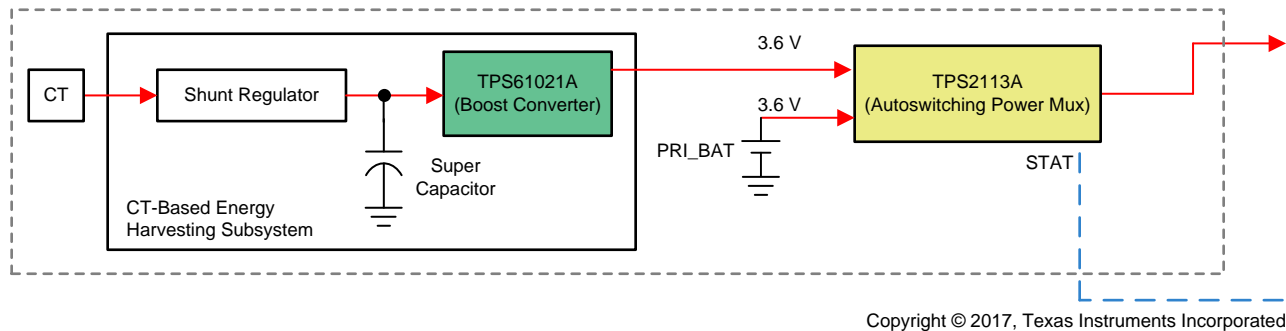 CT
Shunt Regulator
TPS61021A
(Boost Converter)
3.6 V
3.6 V
TPS2113A
(Autoswitching Power Mux)
PRI_BAT
STAT
Super
Capacitor
CT-Based Energy
Harvesting Subsystem
Copyright © 2017, Texas Instruments Incorporated